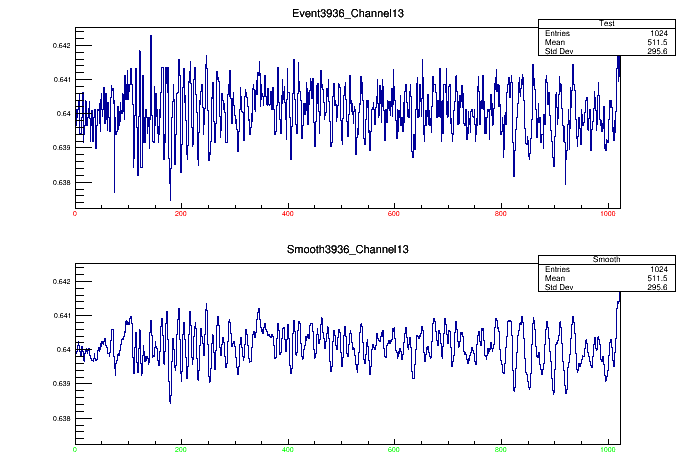 Event3936_Channel13
Test
Entries 1024
Mean 511.5
Std Dev 295.6
0.642
0.641
0.64
0.639
0.638
0 200 400 600 800 1000
Smooth3936_Channel13
Smooth
Entries 1024
Mean 511.5
Std Dev 295.6
0.642
0.641
0.64
0.639
0.638
0 200 400 600 800 1000